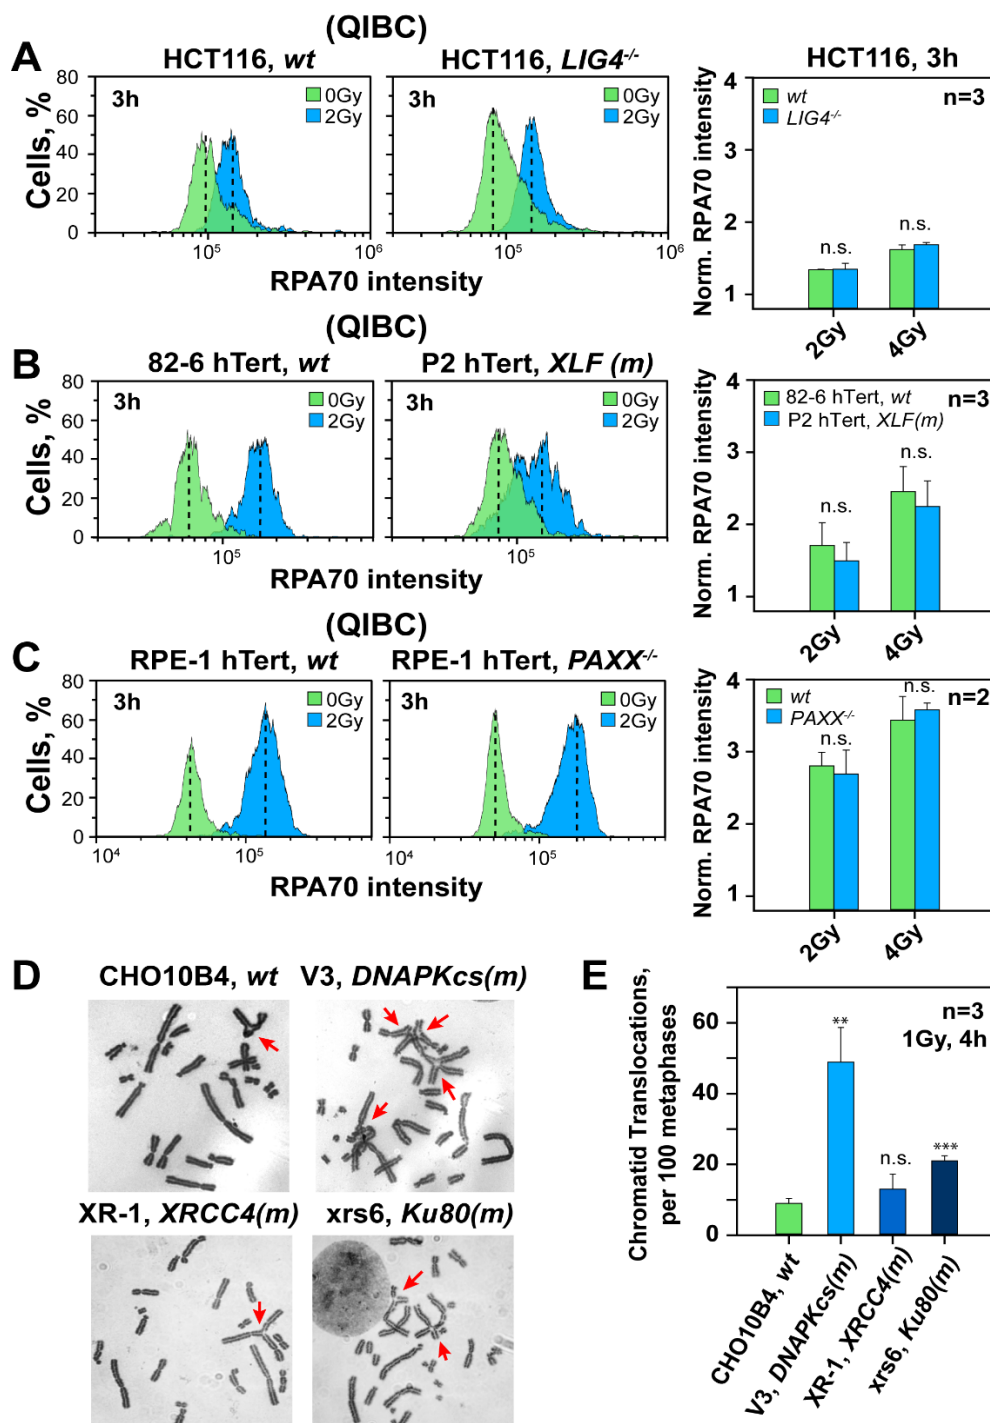 (QIBC)
A
HCT116, wt
HCT116, LIG4-/-
HCT116, 3h
Cells, %
80
60
40
20
0
3h
0Gy
2Gy
10⁵
10⁶
RPA70 intensity
3h
0Gy
2Gy
10⁵
10⁶
RPA70 intensity
Norm. RPA70 intensity
4
3
2
1
wt
LIG4-/-
n=3
n.s.
n.s.
2Gy
4Gy
(QIBC)
B
82-6 hTert, wt
P2 hTert, XLF (m)
Cells, %
80
60
40
20
0
3h
0Gy
2Gy
10⁵
RPA70 intensity
3h
0Gy
2Gy
10⁵
RPA70 intensity
Norm. RPA70 intensity
4
3
2
1
82-6 hTert, wt
P2 hTert, XLF(m)
n=3
n.s.
n.s.
2Gy
4Gy
(QIBC)
C
RPE-1 hTert, wt
RPE-1 hTert, PAXX-/-
Cells, %
80
60
40
20
0
3h
0Gy
2Gy
10⁴
10⁵
RPA70 intensity
3h
0Gy
2Gy
10⁴
10⁵
RPA70 intensity
Norm. RPA70 intensity
4
3
2
1
wt
PAXX-/-
n=2
n.s.
n.s.
2Gy
4Gy
D
CHO10B4, wt
V3, DNAPKcs(m)
XR-1, XRCC4(m)
xrs6, Ku80(m)
E
Chromatid Translocations,
per 100 metaphases
60
40
20
0
n=3
1Gy, 4h
**
n.s.
***
CHO10B4, wt
V3, DNAPKcs(m)
XR-1, XRCC4(m)
xrs6, Ku80(m)